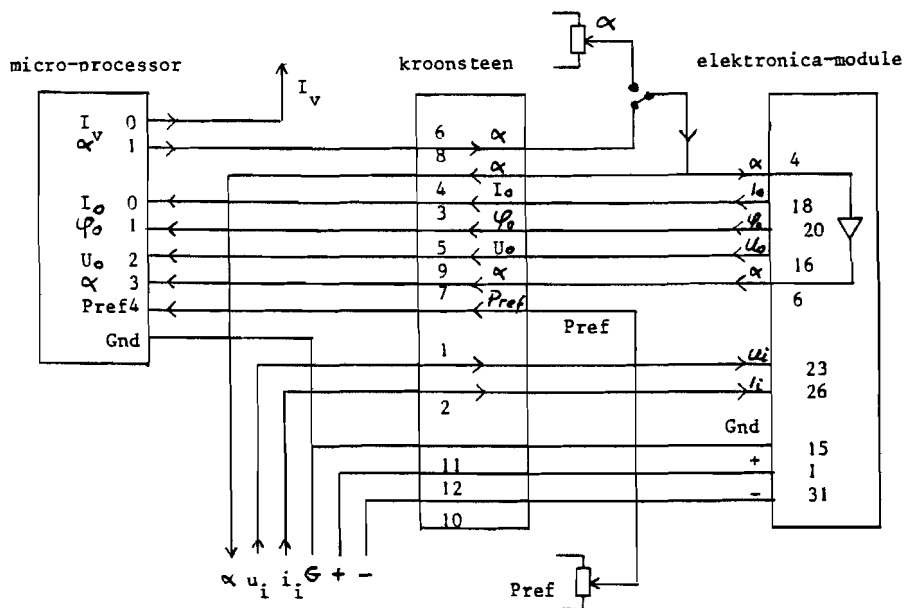 α
micro-processor
kroonsteen
elektronica-module
I_v
I_v 0
α 1
6 α
8 α
α 4
I_o 0
4 I_o
I_o 18
φ_o 1
3 φ_o
φ_o 20
U_o 2
5 U_o
U_o 16
α 3
9 α
α 6
Pref4
7 Pref
Pref
Gnd
1
u_i 23
2
i_i 26
Gnd 15
11
+ 1
12
- 31
10
α u_i i_i G + -
Pref